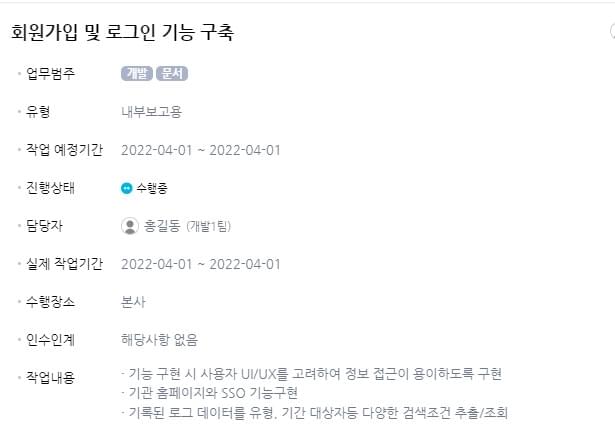 회원가입 및 로그인 기능 구축
· 업무범주 개발 문서
· 유형 내부보고용
· 작업 예정기간 2022-04-01 ~ 2022-04-01
· 진행상태 수행중
· 담당자 홍길동 (개발1팀)
· 실제 작업기간 2022-04-01 ~ 2022-04-01
· 수행장소 본사
· 인수인계 해당사항 없음
· 작업내용 · 기능 구현 시 사용자 UI/UX를 고려하여 정보 접근이 용이하도록 구현
· 기관 홈페이지와 SSO 기능구현
· 기록된 로그 데이터를 유형, 기간 대상자등 다양한 검색조건 추출/조회